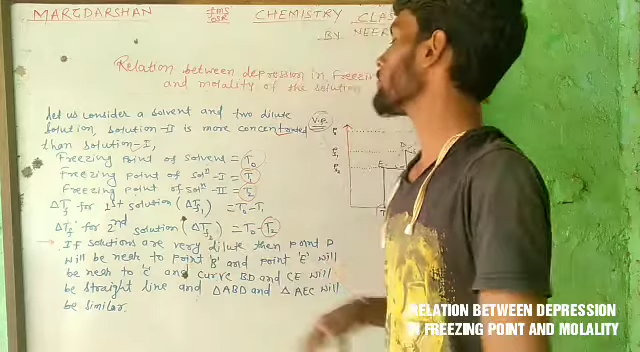 MARGDARSHAN CHEMISTRY CLAS
BY NEER
Relation between depression in freezin
and molality of the solution
Let us consider a solvent and two dilute
Solution, solution-II is more concentrated
than solution-I,
Freezing point of solvent = T₀
Freezing point of solⁿ-I = T₁
Freezing point of solⁿ-II = T₂
ΔTf for 1st solution (ΔTf₁) = T₀-T₁
ΔTf for 2nd solution (ΔTf₂) = T₀-T₂
→ If solutions are very dilute then point D
will be next to point 'B' and point 'E' will
be next to 'C' and curve BD and CE will
be straight line and ΔABD and ΔAEC will
be similar.
V.P.
D
E
RELATION BETWEEN DEPRESSION
IN FREEZING POINT AND MOLALITY